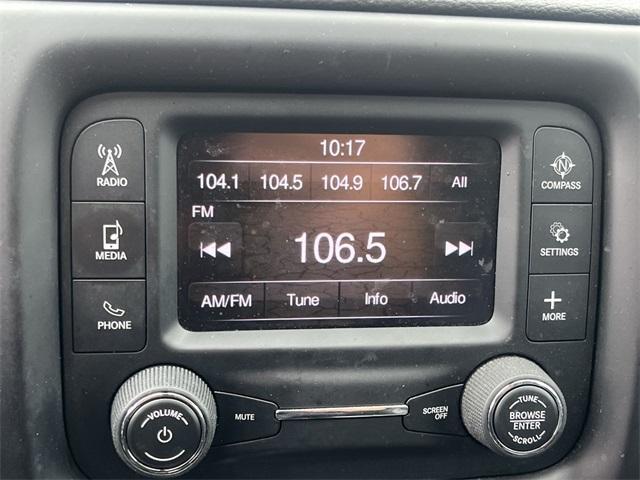 10:17
104.1 104.5 104.9 106.7 All
FM
106.5
AM/FM Tune Info Audio
RADIO
MEDIA
PHONE
COMPASS
SETTINGS
MORE
VOLUME
MUTE
SCREEN
OFF
TUNE
BROWSE
ENTER
SCROLL